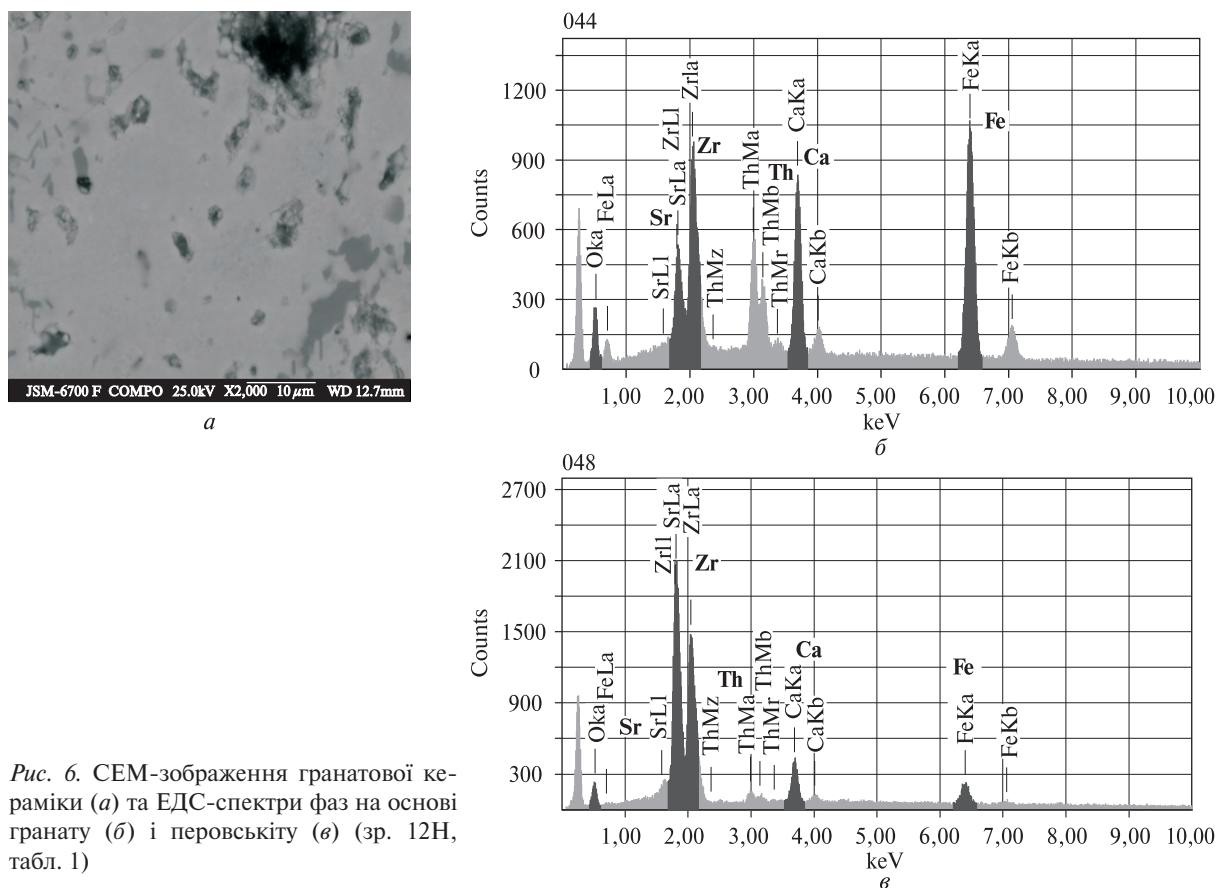 JSM-6700 F COMPO 25.0kV X2,000 10 μm WD 12.7mm
а
044
Counts
1200
900
600
300
0
Oka
FeLa
SrL1
Sr
SrLa
ZrLl
Zrla
Zr
ThMz
ThMa
ThMb
Th
ThMr
CaKa
Ca
CaKb
FeKa
Fe
FeKb
1,00 2,00 3,00 4,00 5,00 6,00 7,00 8,00 9,00 10,00
keV
б
048
Counts
2700
2100
1500
900
300
Oka
FeLa
Sr
SrL1
Zrl1
SrLa
ZrLa
Zr
ThMz
Th
ThMa
ThMb
ThMr
CaKa
Ca
CaKb
Fe
FeKa
FeKb
1,00 2,00 3,00 4,00 5,00 6,00 7,00 8,00 9,00 10,00
keV
в
Рис. 6. СЕМ-зображення гранатової ке-
раміки (а) та ЕДС-спектри фаз на основі
гранату (б) і перовськіту (в) (зр. 12Н,
табл. 1)